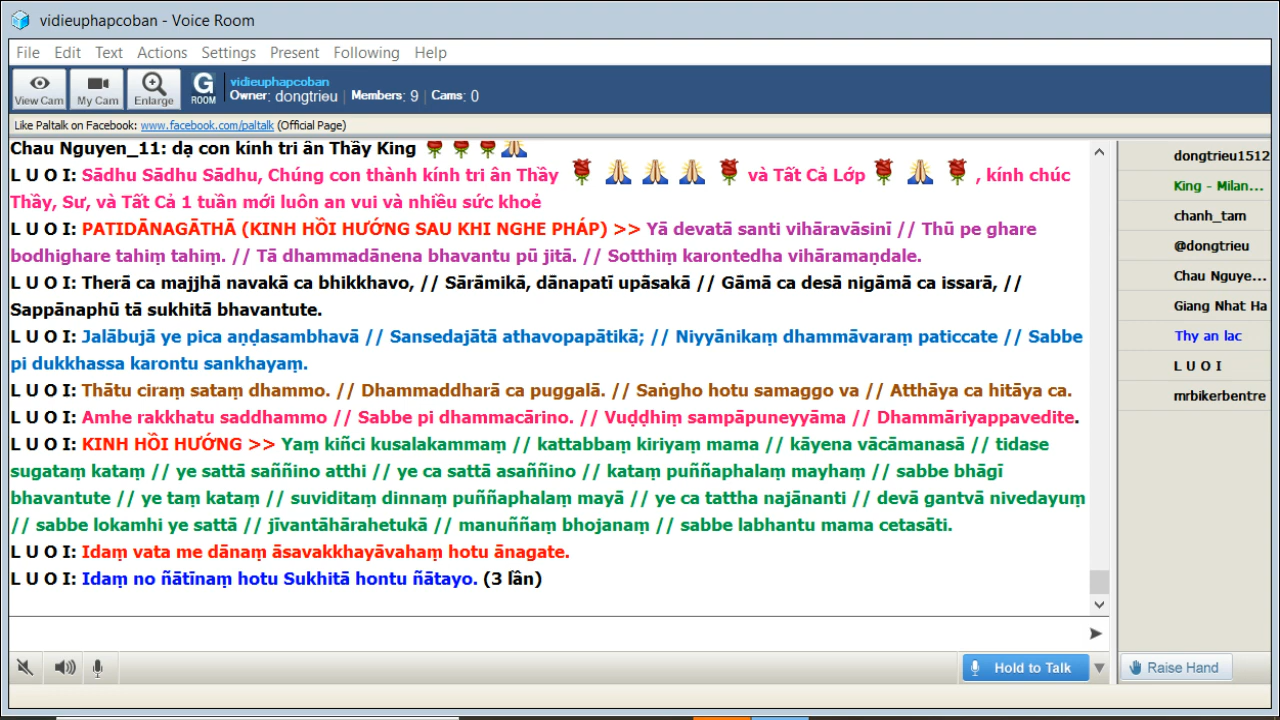 vidieuphapcoban - Voice Room
File Edit Text Actions Settings Present Following Help
View Cam My Cam Enlarge G ROOM vidieuphapcoban
Owner: dongtrieu | Members: 9 | Cams: 0
Like Paltalk on Facebook: www.facebook.com/paltalk (Official Page)
Chau Nguyen_11: dạ con kính tri ân Thầy King
L U O I: Sādhu Sādhu Sādhu, Chúng con thành kính tri ân Thầy và Tất Cả Lớp , kính chúc
Thầy, Sư, và Tất Cả 1 tuần mới luôn an vui và nhiều sức khoẻ
L U O I: PATIDĀNAGĀTHĀ (KINH HỒI HƯỚNG SAU KHI NGHE PHÁP) >> Yā devatā santi vihāravāsinī // Thū pe ghare
bodhighare tahiṃ tahiṃ. // Tā dhammadānena bhavantu pū jitā. // Sotthiṃ karontedha vihāramaṇdale.
L U O I: Therā ca majjhā navakā ca bhikkhavo, // Sārāmikā, dānapatī upāsakā // Gāmā ca desā nigāmā ca issarā, //
Sappānaphū tā sukhitā bhavantute.
L U O I: Jalābujā ye pica aṇḍasambhavā // Sansedajātā athavopapātikā; // Niyyānikaṃ dhammāvaraṃ paticcate // Sabbe
pi dukkhassa karontu sankhayaṃ.
L U O I: Thātu ciraṃ sataṃ dhammo. // Dhammaddharā ca puggalā. // Saṅgho hotu samaggo va // Atthāya ca hitāya ca.
L U O I: Amhe rakkhatu saddhammo // Sabbe pi dhammacārino. // Vuḍḍhiṃ sampāpuneyyāma // Dhammāriyappavedite.
L U O I: KINH HỒI HƯỚNG >> Yaṃ kiñci kusalakammaṃ // kattabbaṃ kiriyaṃ mama // kāyena vācāmanasā // tidase
sugataṃ kataṃ // ye sattā saññino atthi // ye ca sattā asaññino // kataṃ puññaphalaṃ mayhaṃ // sabbe bhāgī
bhavantute // ye taṃ kataṃ // suviditaṃ dinnaṃ puññaphalaṃ mayā // ye ca tattha najānanti // devā gantvā nivedayuṃ
// sabbe lokamhi ye sattā // jīvantāhārahetukā // manuññaṃ bhojanaṃ // sabbe labhantu mama cetasāti.
L U O I: Idaṃ vata me dānaṃ āsavakkhayāvahaṃ hotu ānagate.
L U O I: Idaṃ no ñātīnaṃ hotu Sukhitā hontu ñātayo. (3 lần)
dongtrieu1512
King - Milan...
chanh_tam
@dongtrieu
Chau Nguye...
Giang Nhat Ha
Thy an lac
L U O I
mrbikerbentre
Hold to Talk
Raise Hand